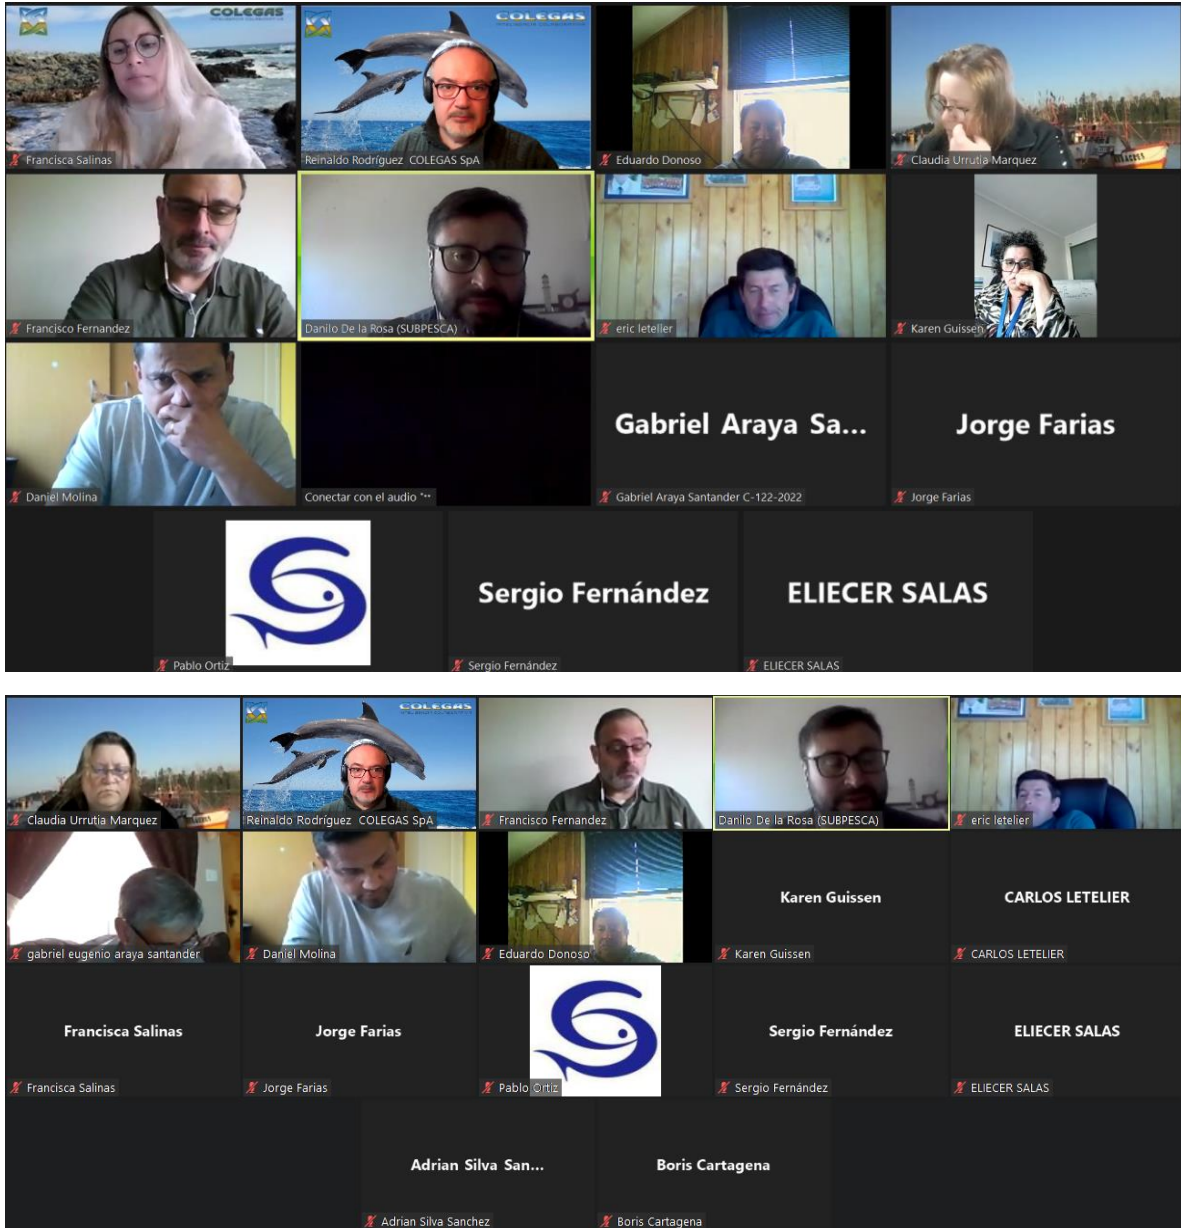 COLEGAS
COLEGAS
Francisca Salinas
Reinaldo Rodríguez COLEGAS SpA
Eduardo Donoso
Claudia Urrutia Marquez
Francisco Fernandez
Danilo De la Rosa (SUBPESCA)
eric letelier
Karen Guissen
Gabriel Araya Sa...
Jorge Farias
Daniel Molina
Conectar con el audio "··
Gabriel Araya Santander C-122-2022
Jorge Farias
Sergio Fernández
ELIECER SALAS
Pablo Ortiz
Sergio Fernández
ELIECER SALAS
COLEGAS
Claudia Urrutia Marquez
Reinaldo Rodríguez COLEGAS SpA
Francisco Fernandez
Danilo De la Rosa (SUBPESCA)
eric letelier
Karen Guissen
CARLOS LETELIER
gabriel eugenio araya santander
Daniel Molina
Eduardo Donoso
Karen Guissen
CARLOS LETELIER
Francisca Salinas
Jorge Farias
Sergio Fernández
ELIECER SALAS
Francisca Salinas
Jorge Farias
Pablo Ortiz
Sergio Fernández
ELIECER SALAS
Adrian Silva San...
Boris Cartagena
Adrian Silva Sanchez
Boris Cartagena